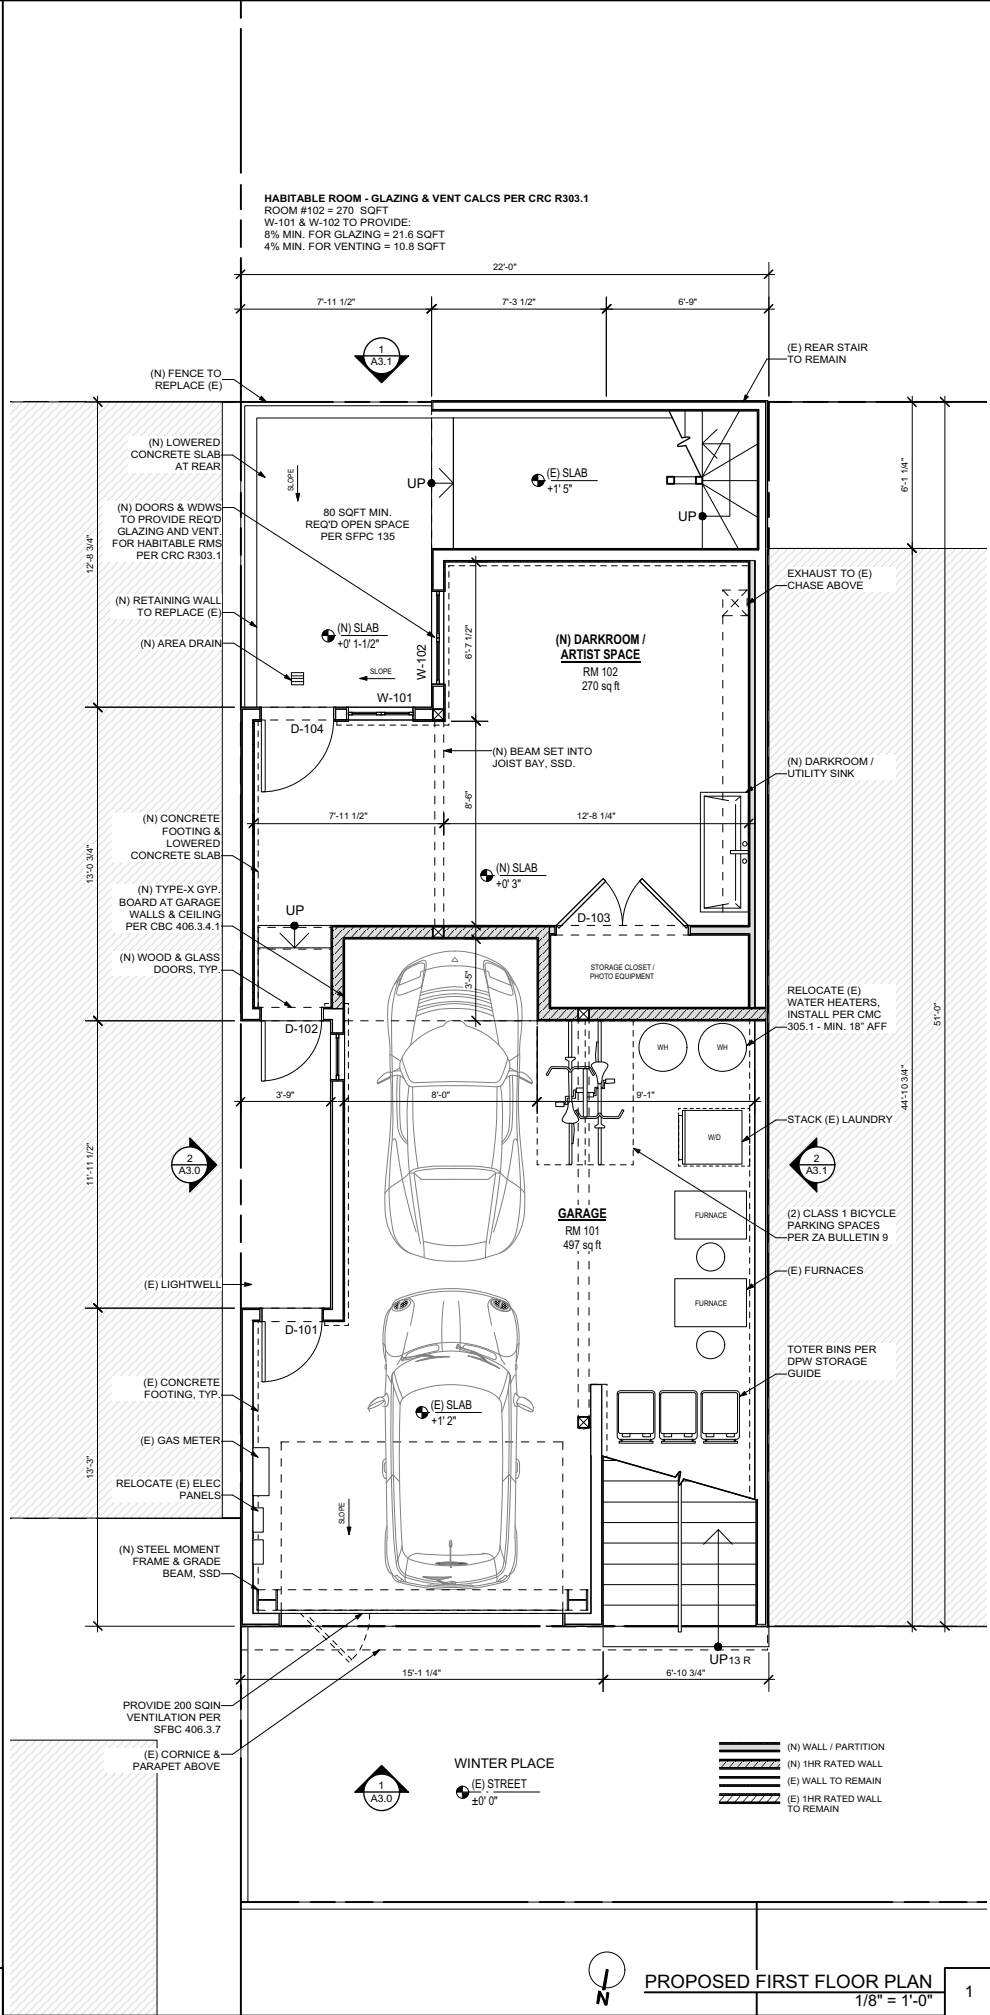 HABITABLE ROOM - GLAZING & VENT CALCS PER CRC R303.1
ROOM #102 = 270 SQFT
W-101 & W-102 TO PROVIDE:
8% MIN. FOR GLAZING = 21.6 SQFT
4% MIN. FOR VENTING = 10.8 SQFT
22'-0"
7'-11 1/2"
7'-3 1/2"
6'-9"
1
A3.1
(E) REAR STAIR
TO REMAIN
(N) FENCE TO
REPLACE (E)
(N) LOWERED
CONCRETE SLAB
AT REAR
SLOPE
UP
(E) SLAB
+1' 5"
UP
6'-1 1/4"
(N) DOORS & WDWS
TO PROVIDE REQ'D
GLAZING AND VENT.
FOR HABITABLE RMS
PER CRC R303.1
80 SQFT MIN.
REQ'D OPEN SPACE
PER SFPC 135
12'-8 3/4"
EXHAUST TO (E)
CHASE ABOVE
(N) RETAINING WALL
TO REPLACE (E)
(N) AREA DRAIN
(N) SLAB
+0' 1-1/2"
SLOPE
W-102
W-101
6'-7 1/2"
(N) DARKROOM /
ARTIST SPACE
RM 102
270 sq ft
D-104
(N) BEAM SET INTO
JOIST BAY, SSD.
(N) DARKROOM /
UTILITY SINK
8'-6"
7'-11 1/2"
12'-8 1/4"
(N) CONCRETE
FOOTING &
LOWERED
CONCRETE SLAB
13'-0 3/4"
(N) SLAB
+0' 3"
(N) TYPE-X GYP.
BOARD AT GARAGE
WALLS & CEILING
PER CBC 406.3.4.1
UP
D-103
(N) WOOD & GLASS
DOORS, TYP.
3'-5"
STORAGE CLOSET /
PHOTO EQUIPMENT
RELOCATE (E)
WATER HEATERS,
INSTALL PER CMC
305.1 - MIN. 18" AFF
51'-0"
D-102
WH
WH
3'-9"
8'-0"
9'-1"
44'-10 3/4"
STACK (E) LAUNDRY
W/D
2
A3.0
11'-11 1/2"
2
A3.1
GARAGE
RM 101
497 sq ft
FURNACE
(2) CLASS 1 BICYCLE
PARKING SPACES
PER ZA BULLETIN 9
(E) LIGHTWELL
(E) FURNACES
FURNACE
D-101
TOTER BINS PER
DPW STORAGE
GUIDE
(E) CONCRETE
FOOTING, TYP.
(E) SLAB
+1' 2"
(E) GAS METER
13'-3"
RELOCATE (E) ELEC
PANELS
SLOPE
(N) STEEL MOMENT
FRAME & GRADE
BEAM, SSD
UP 13 R
15'-1 1/4"
6'-10 3/4"
PROVIDE 200 SQIN
VENTILATION PER
SFBC 406.3.7
(E) CORNICE &
PARAPET ABOVE
1
A3.0
WINTER PLACE
(E) STREET
±0' 0"
(N) WALL / PARTITION
(N) 1HR RATED WALL
(E) WALL TO REMAIN
(E) 1HR RATED WALL
TO REMAIN
N
PROPOSED FIRST FLOOR PLAN
1/8" = 1'-0"
1